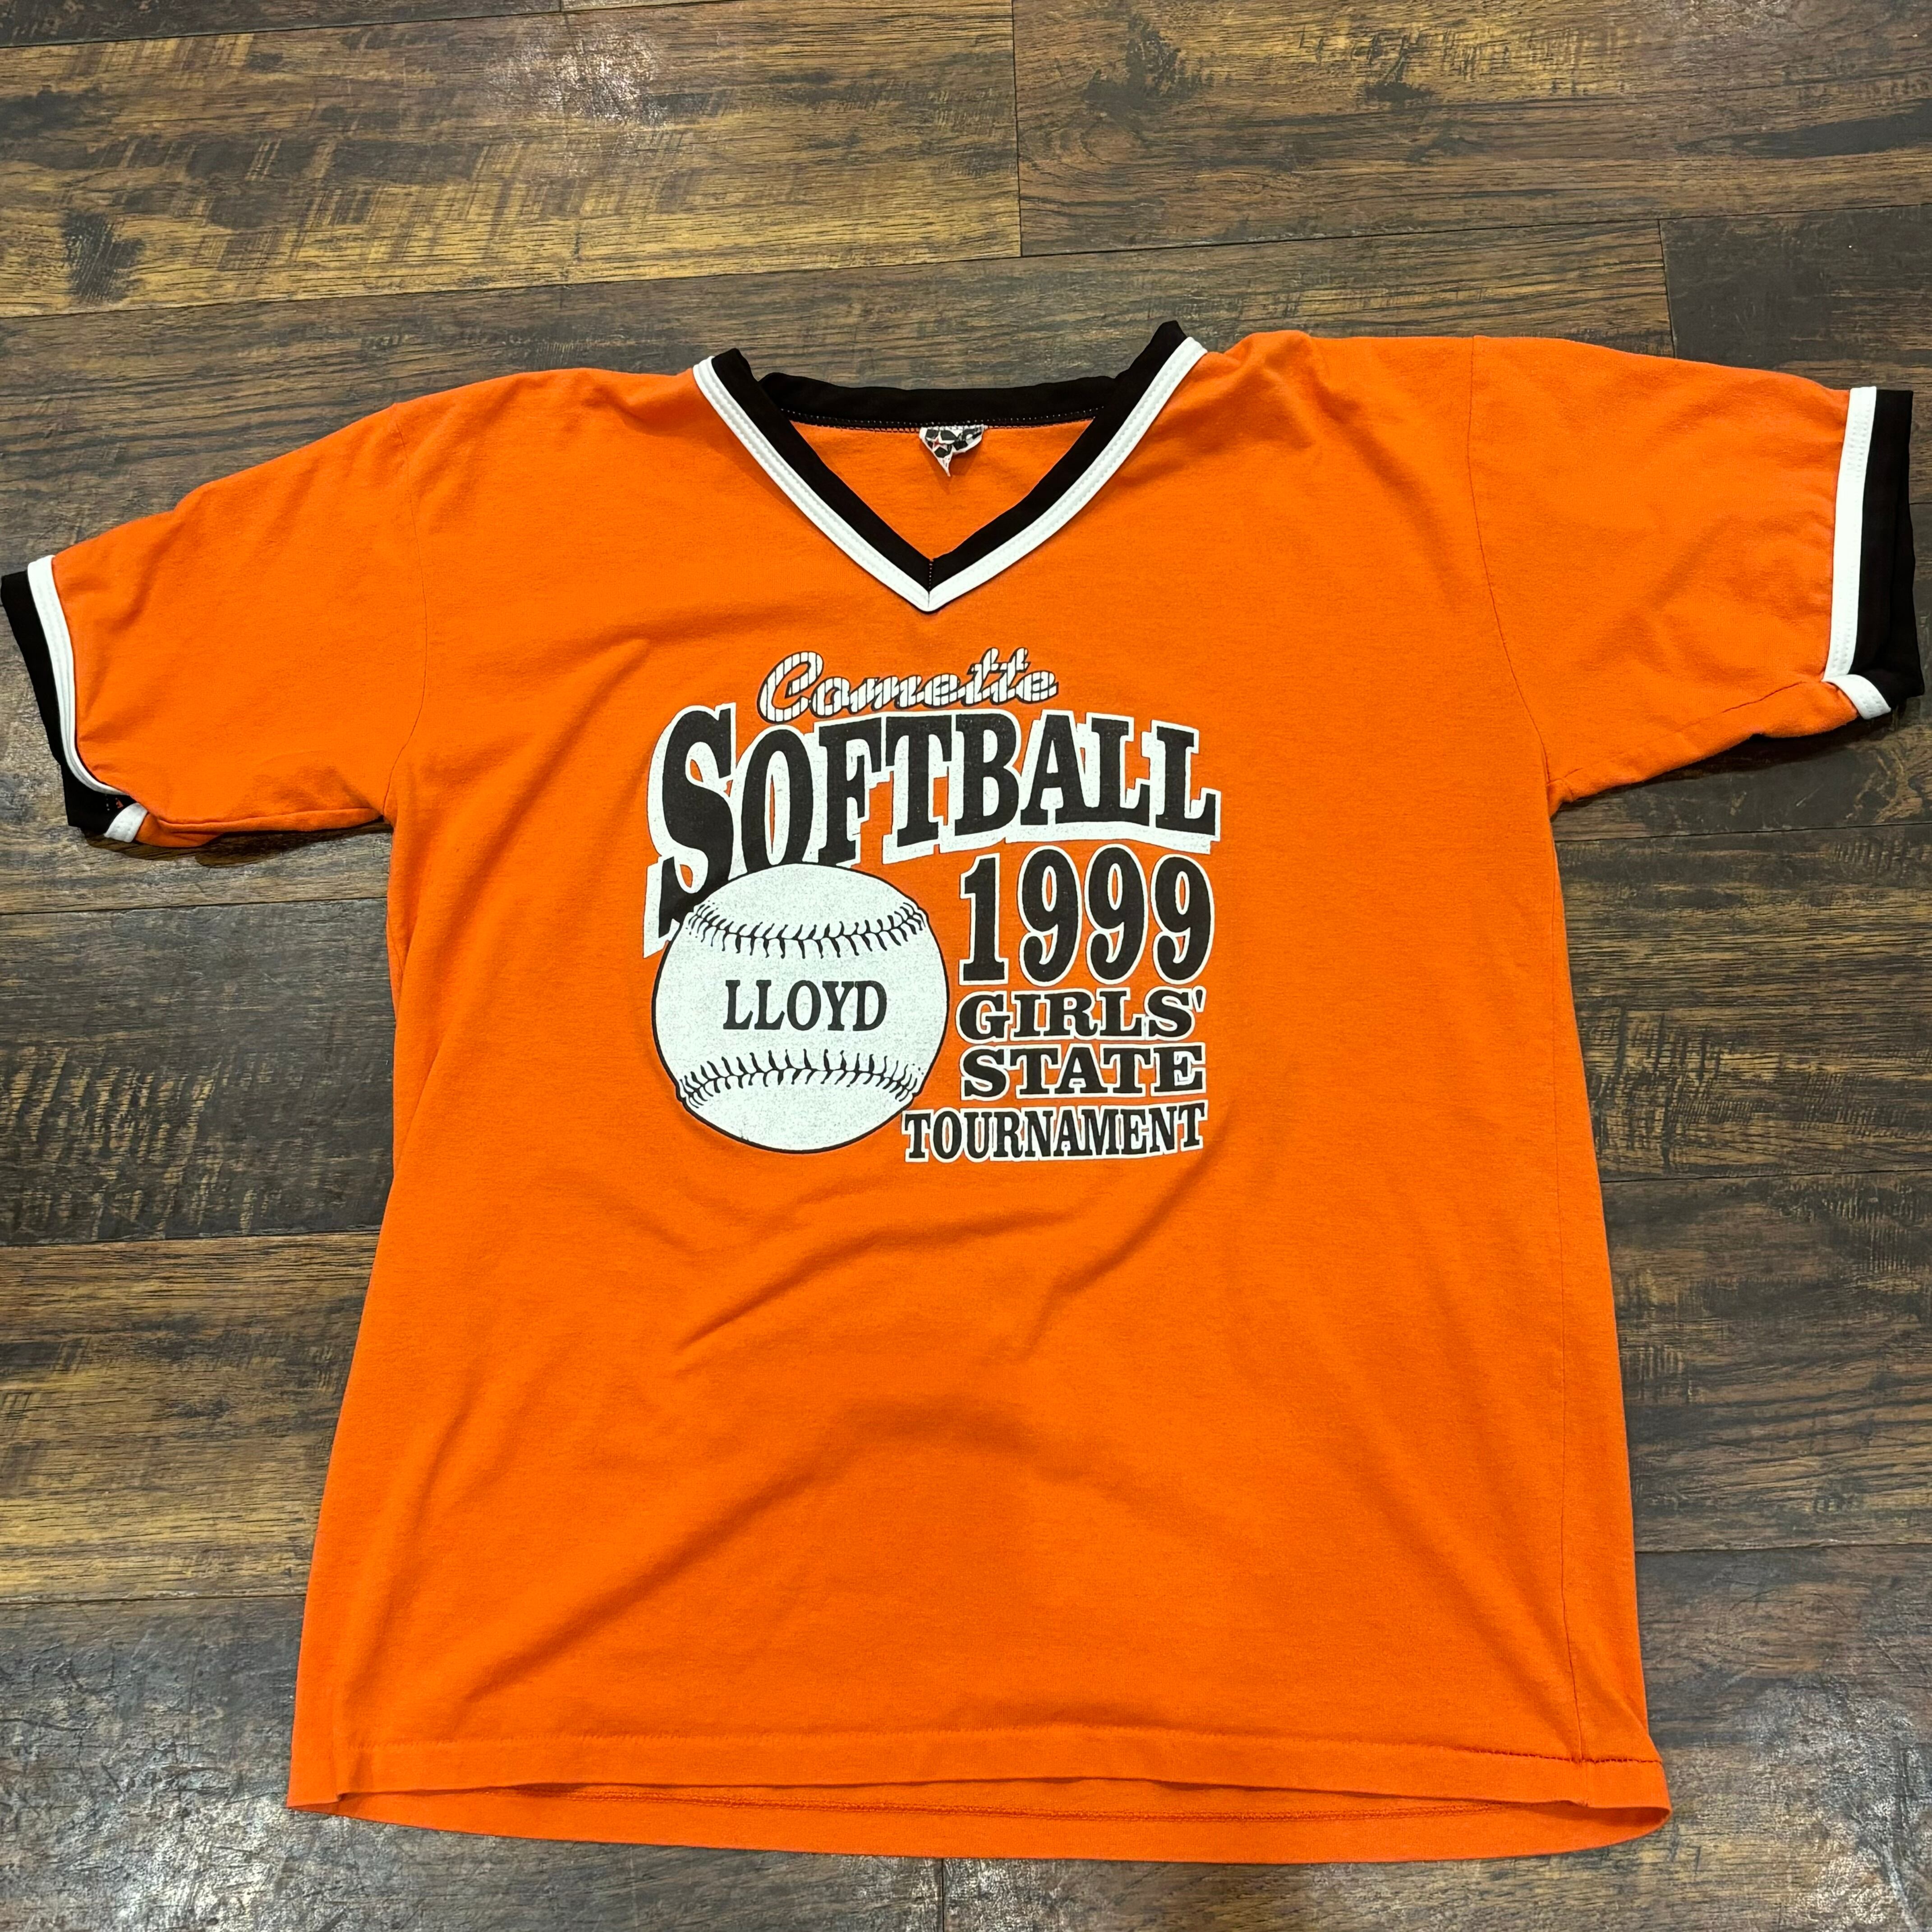 Comette
SOFTBALL
1999
LLOYD
GIRLS'
STATE
TOURNAMENT